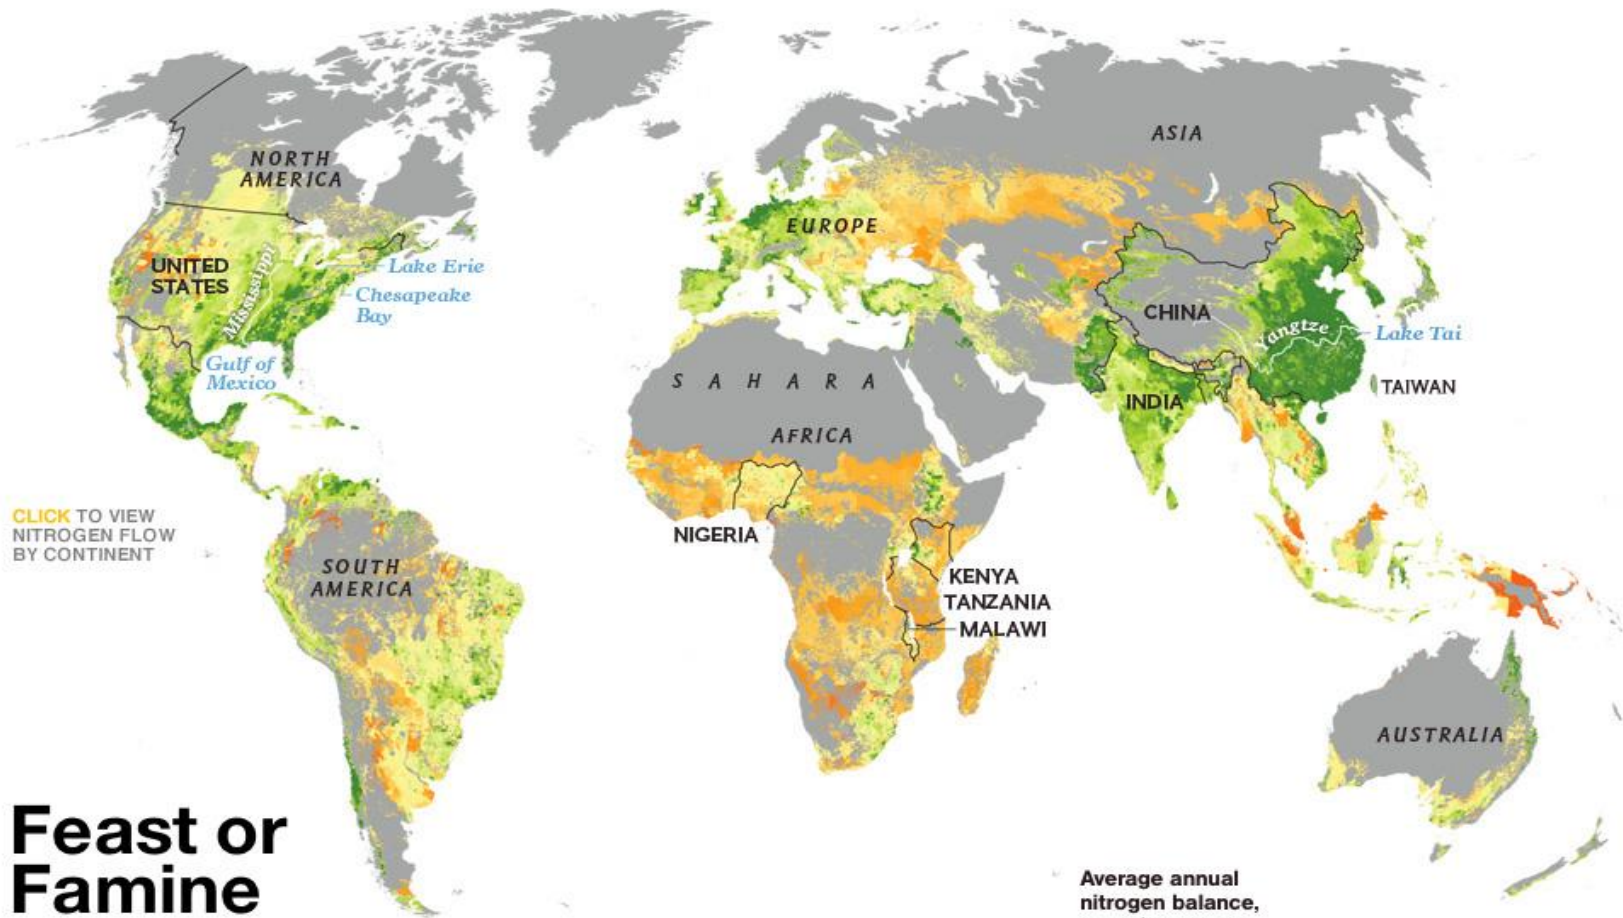 ASIA
NORTH
AMERICA
EUROPE
UNITED
STATES
Mississippi
Lake Erie
Chesapeake
Bay
CHINA
Yangtze
Lake Tai
Gulf of
Mexico
SAHARA
TAIWAN
INDIA
AFRICA
CLICK TO VIEW
NITROGEN FLOW
BY CONTINENT
NIGERIA
SOUTH
AMERICA
KENYA
TANZANIA
MALAWI
AUSTRALIA
Feast or
Famine
Average annual
nitrogen balance,